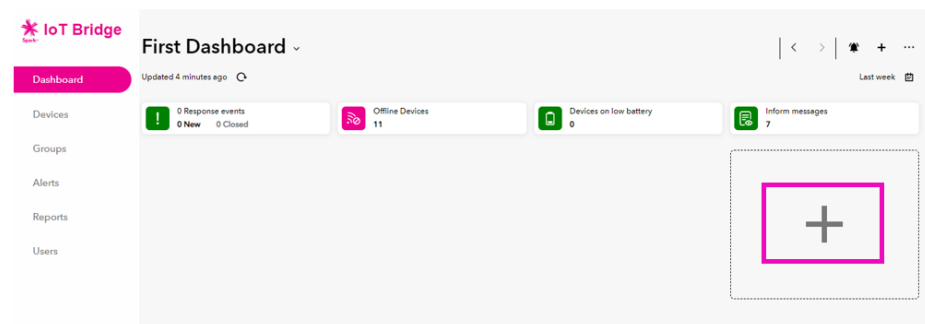 IoT Bridge
Spark
First Dashboard
Updated 4 minutes ago
Last week
Dashboard
Devices
Groups
Alerts
Reports
Users
0 Response events
0 New 0 Closed
Offline Devices
11
Devices on low battery
0
Inform messages
7